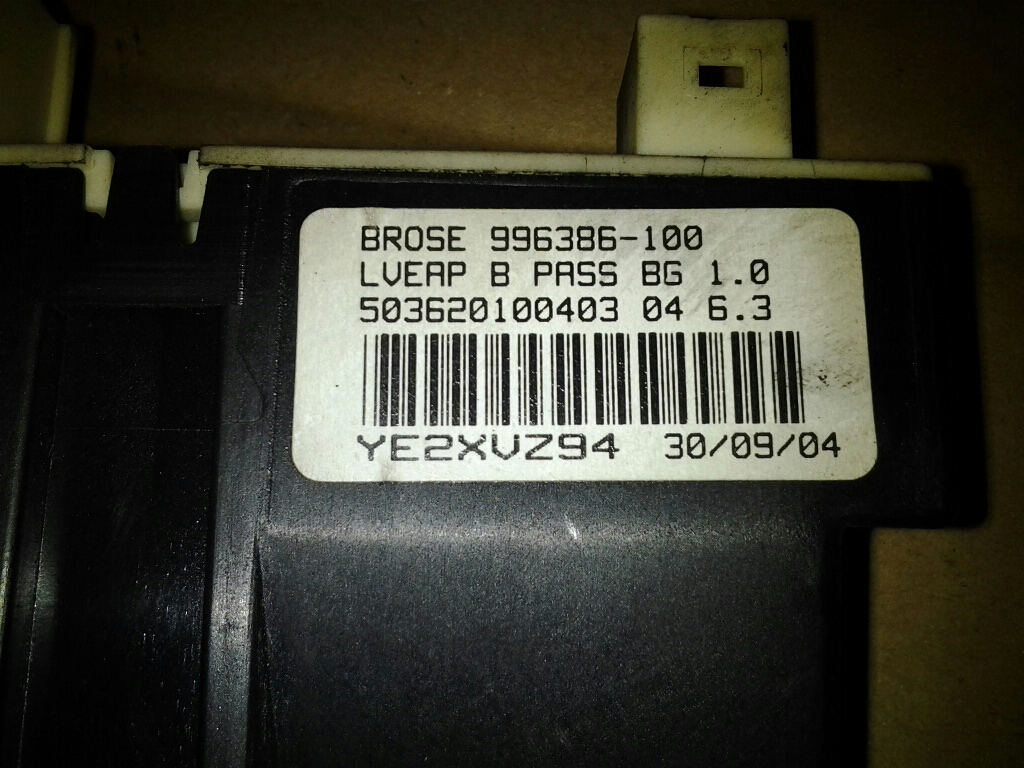 BROSE 996386-100
LVEAP B PASS BG 1.0
503620100403 04 6.3
YE2XVZ94 30/09/04